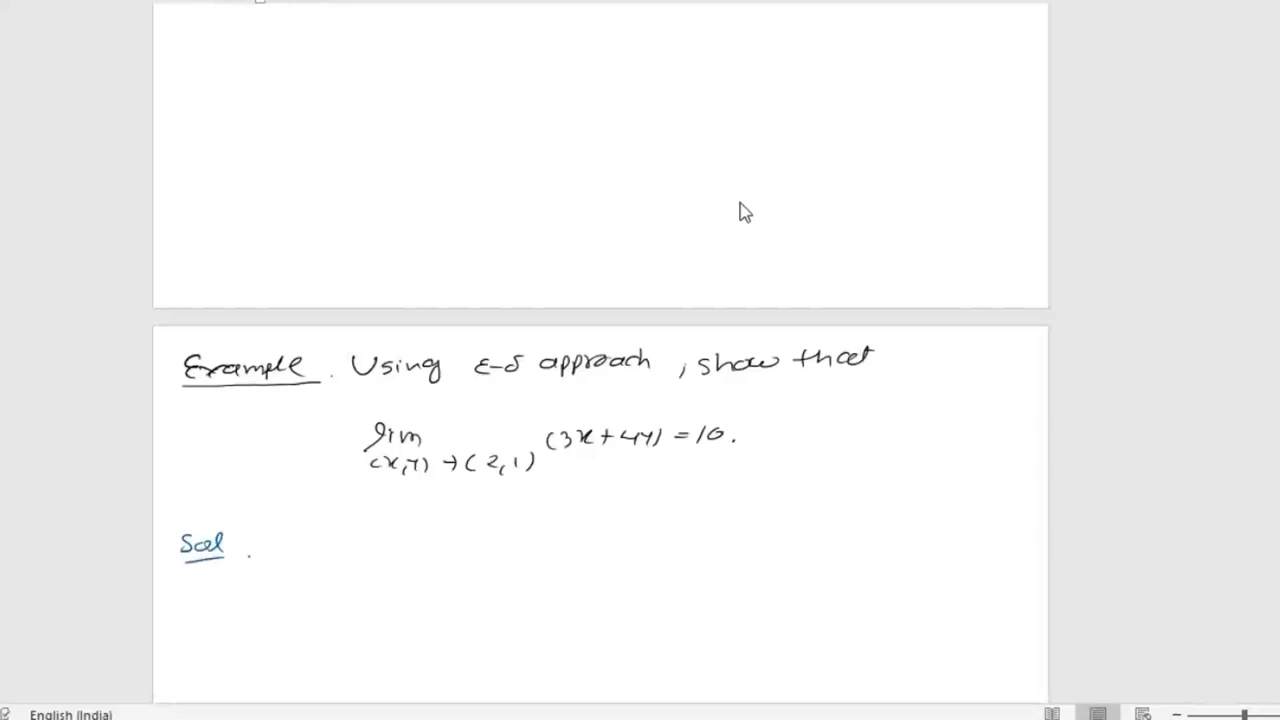 Example. Using ε-δ approach, show that
lim (3x+4y) = 10.
(x,y) → (2,1)
Sol.
English (India)